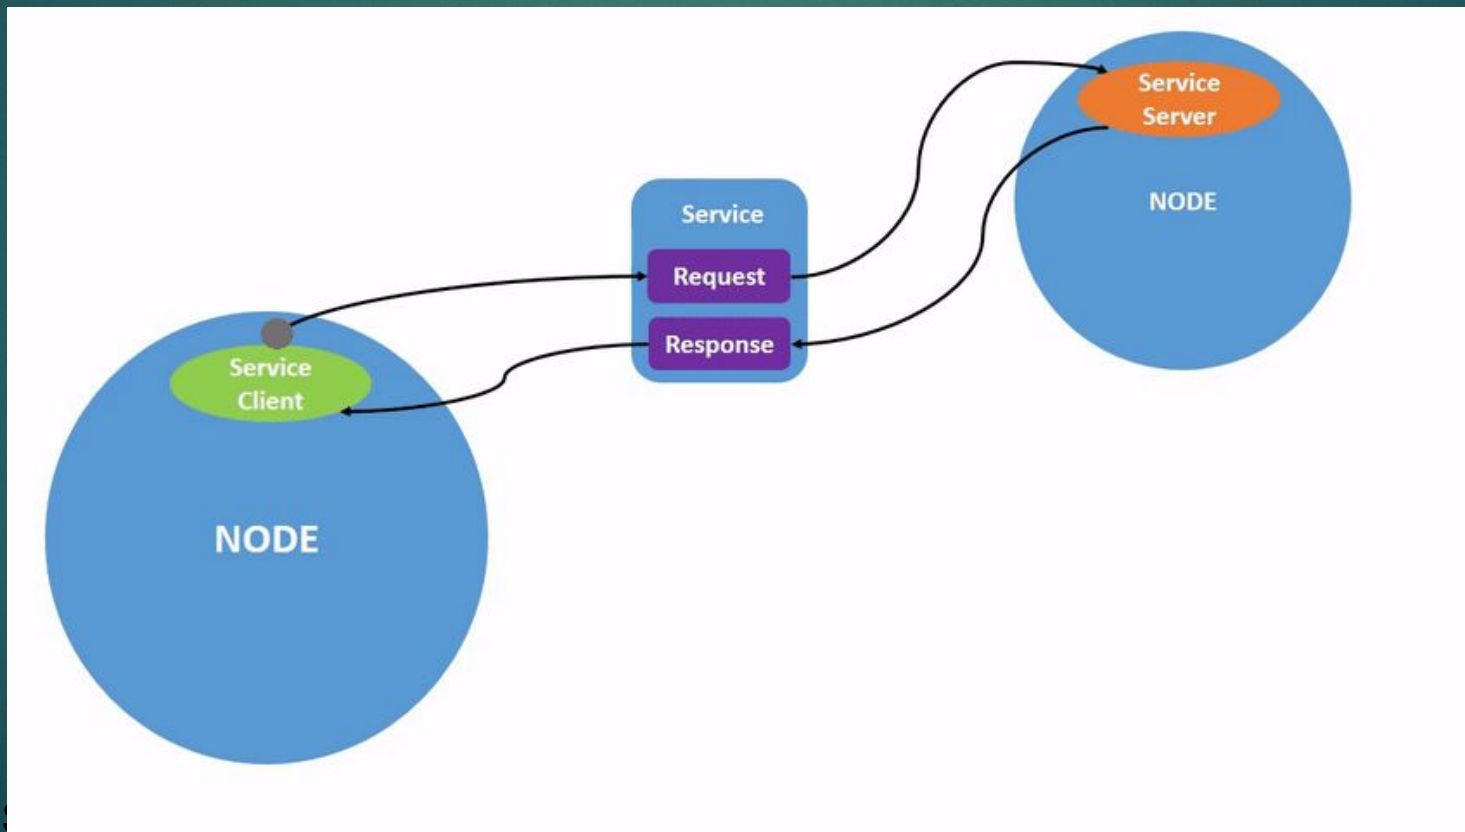 Service
Server
NODE
Service
Request
Response
Service
Client
NODE